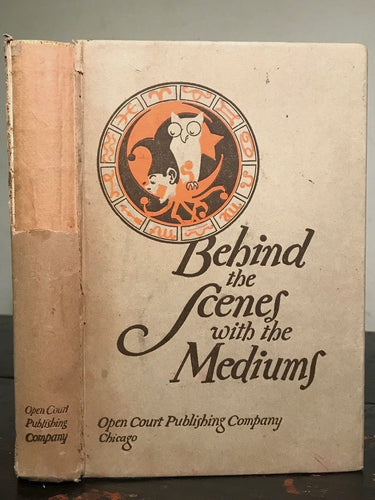 Behind
the
Scenes
with the
Mediums
Open Court Publishing Company
Chicago
Open Court
Publishing
Company